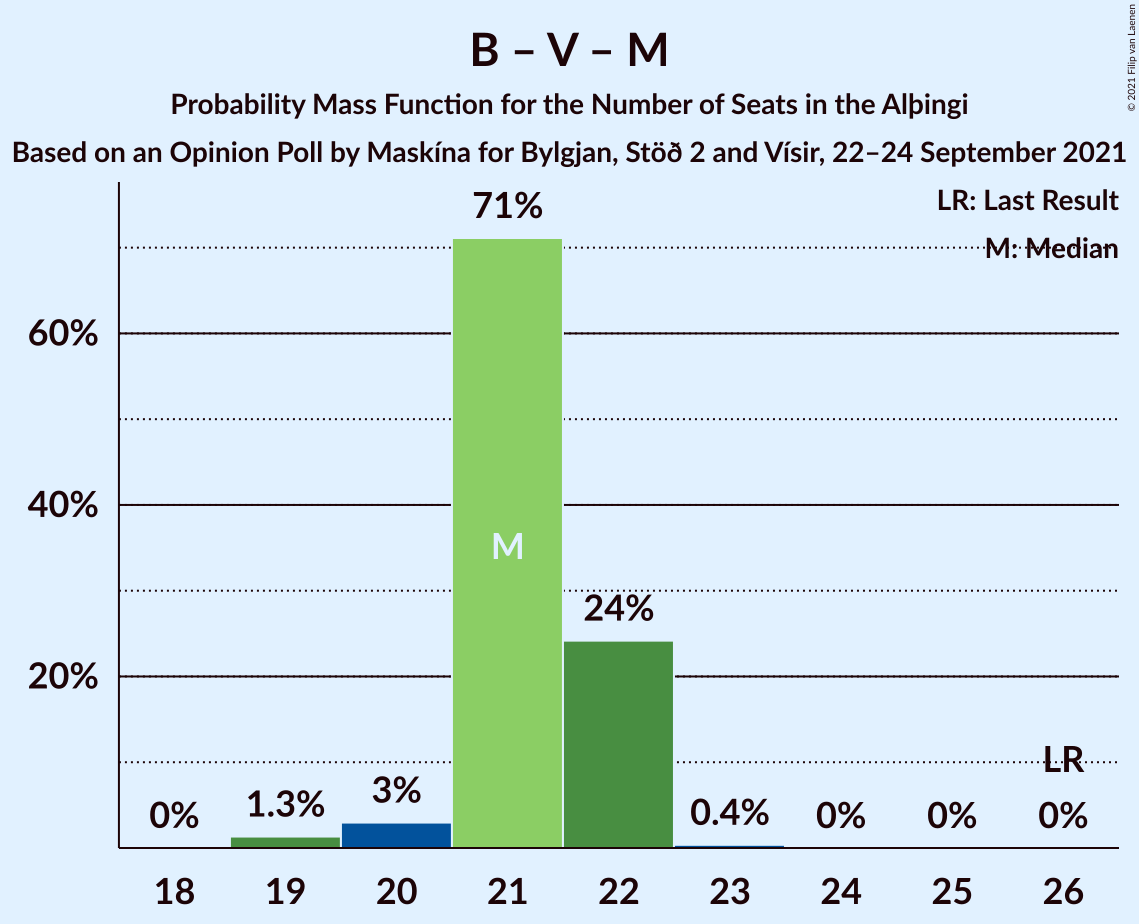 B – V – M
Probability Mass Function for the Number of Seats in the Alþingi
Based on an Opinion Poll by Maskína for Bylgjan, Stöð 2 and Vísir, 22–24 September 2021
© 2021 Filip van Laenen
LR: Last Result
M: Median
71%
60%
40%
M
24%
20%
LR
0%
1.3%
3%
0.4%
0%
0%
0%
18 19 20 21 22 23 24 25 26